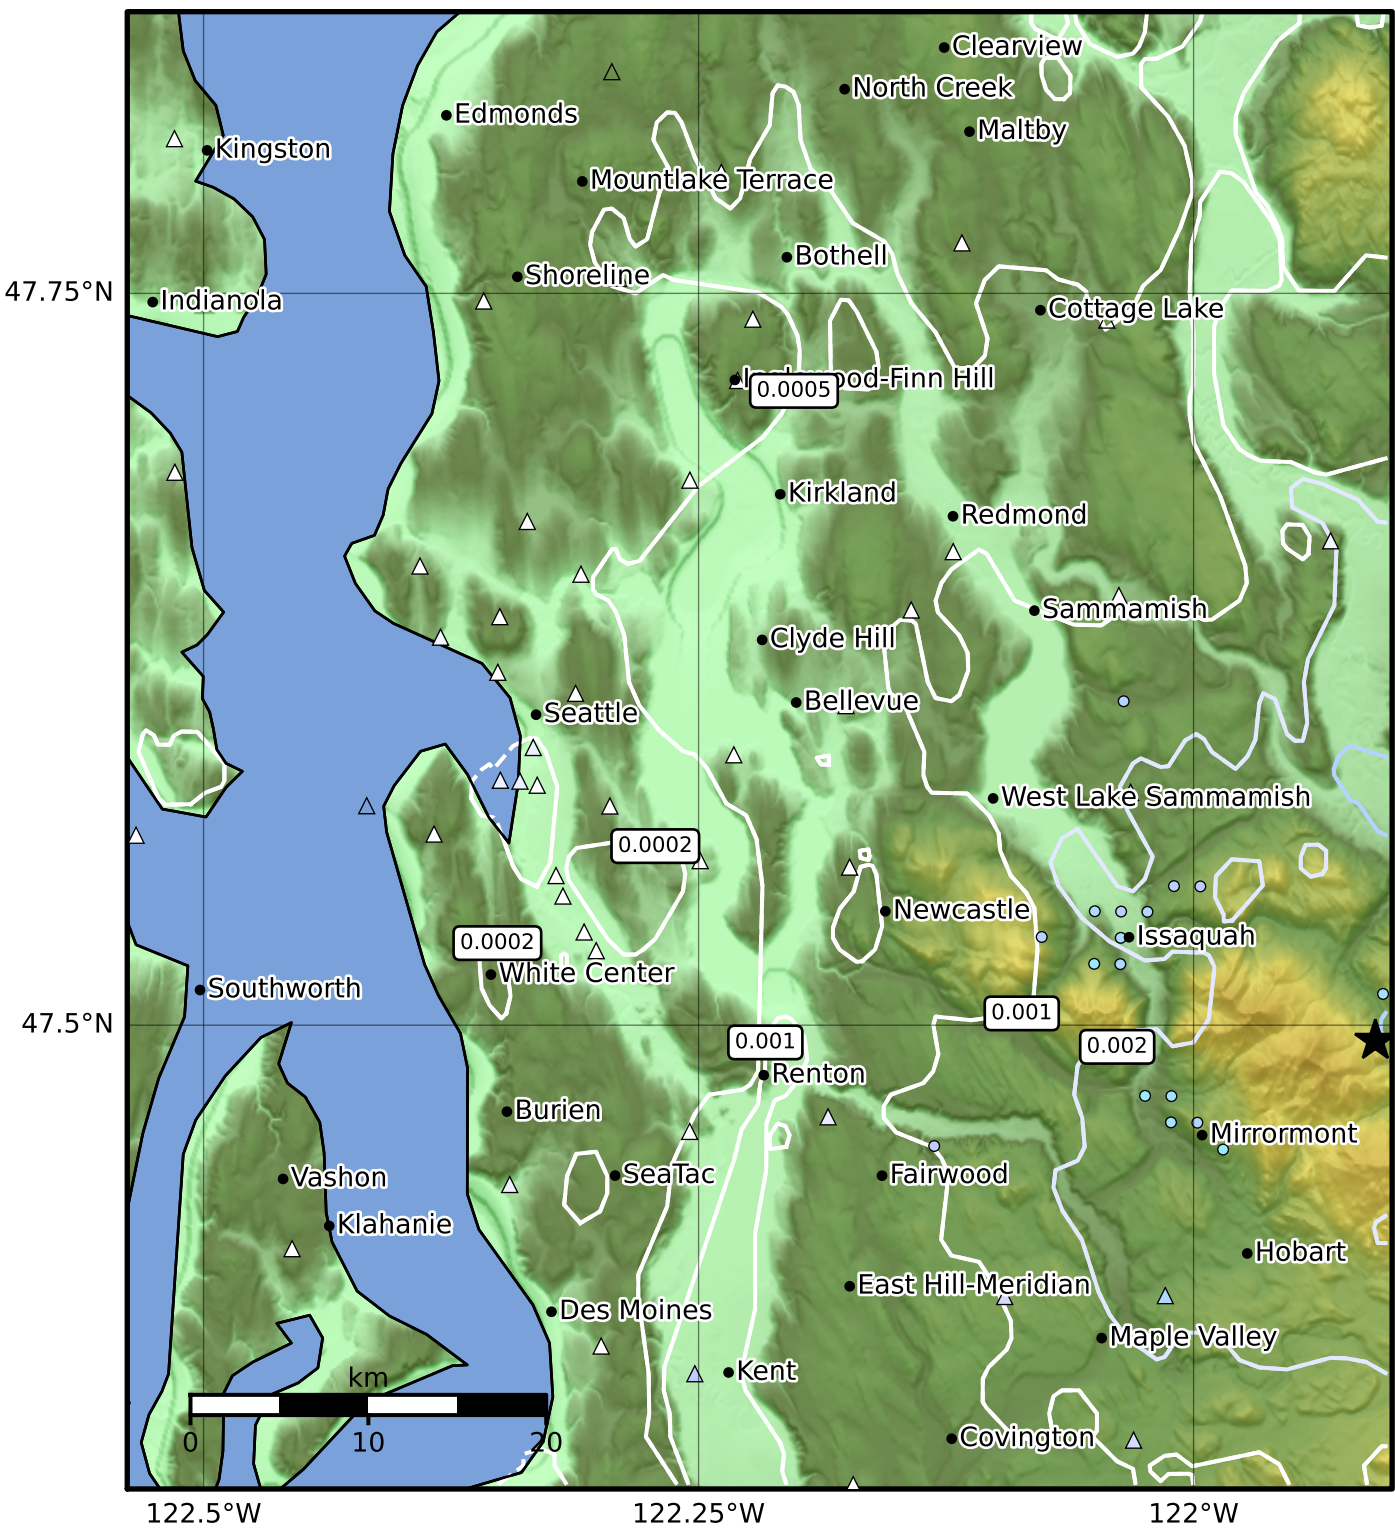 Clearview
North Creek
Edmonds
Maltby
Kingston
Mountlake Terrace
Bothell
Shoreline
47.75°N
Indianola
Cottage Lake
-Finn Hill
0.0005
Kirkland
Redmond
Sammamish
Clyde Hill
Bellevue
Seattle
West Lake Sammamish
0.0002
Newcastle
Issaquah
0.0002
White Center
Southworth
0.001
47.5°N
0.001
0.002
Renton
Burien
Mirrormont
SeaTac
Fairwood
Vashon
Klahanie
Hobart
East Hill-Meridian
Des Moines
Maple Valley
Kent
km
0 10 20
Covington
122.5°W 122.25°W 122°W